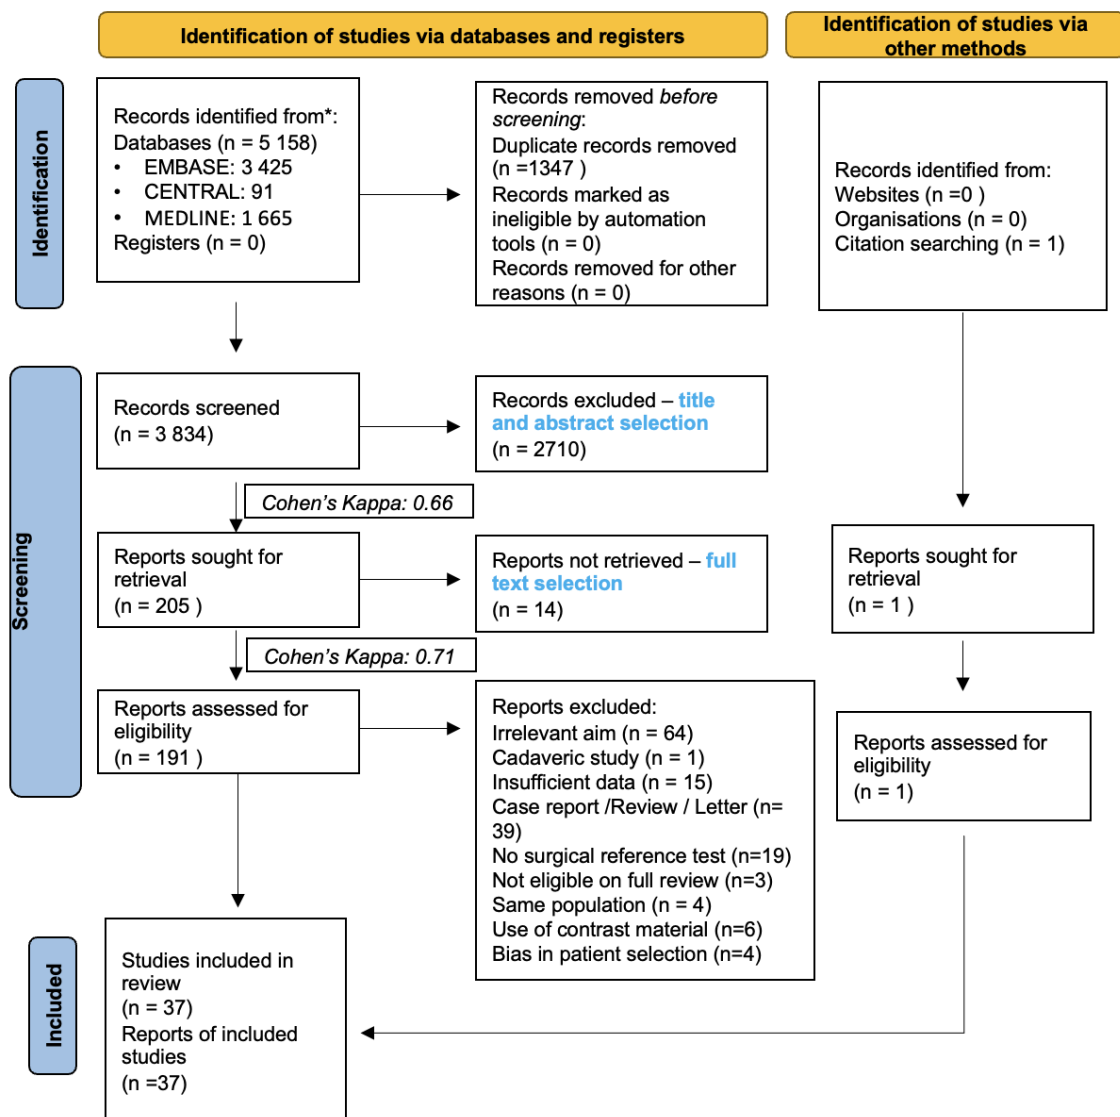 Identification of studies via databases and registers
Identification of studies via
other methods
Identification
Records identified from*:
Databases (n = 5 158)
• EMBASE: 3 425
• CENTRAL: 91
• MEDLINE: 1 665
Registers (n = 0)
Records removed before
screening:
Duplicate records removed
(n =1347 )
Records marked as
ineligible by automation
tools (n = 0)
Records removed for other
reasons (n = 0)
Records identified from:
Websites (n =0 )
Organisations (n = 0)
Citation searching (n = 1)
Screening
Records screened
(n = 3 834)
Records excluded – title
and abstract selection
(n = 2710)
Cohen's Kappa: 0.66
Reports sought for
retrieval
(n = 205 )
Reports not retrieved – full
text selection
(n = 14)
Reports sought for
retrieval
(n = 1 )
Cohen's Kappa: 0.71
Reports assessed for
eligibility
(n = 191 )
Reports excluded:
Irrelevant aim (n = 64)
Cadaveric study (n = 1)
Insufficient data (n = 15)
Case report /Review / Letter (n=
39)
No surgical reference test (n=19)
Not eligible on full review (n=3)
Same population (n = 4)
Use of contrast material (n=6)
Bias in patient selection (n=4)
Reports assessed for
eligibility
(n = 1)
Included
Studies included in
review
(n = 37)
Reports of included
studies
(n =37)